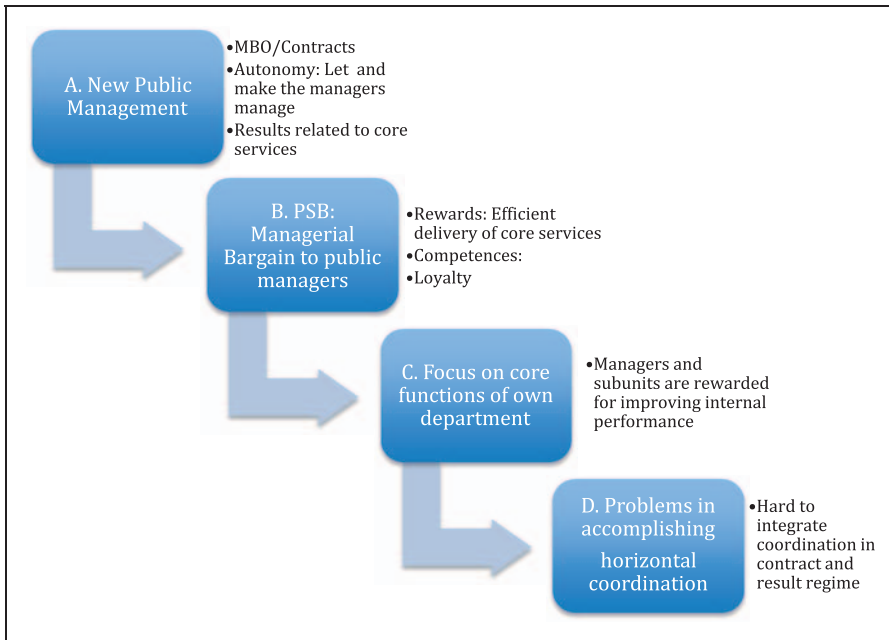 A. New Public
Management
•MBO/Contracts
•Autonomy: Let and
make the managers
manage
•Results related to core
services
B. PSB:
Managerial
Bargain to public
managers
•Rewards: Efficient
delivery of core services
•Competences:
•Loyalty
C. Focus on core
functions of own
department
•Managers and
subunits are rewarded
for improving internal
performance
D. Problems in
accomplishing
horizontal
coordination
•Hard to
integrate
coordination in
contract and
result regime